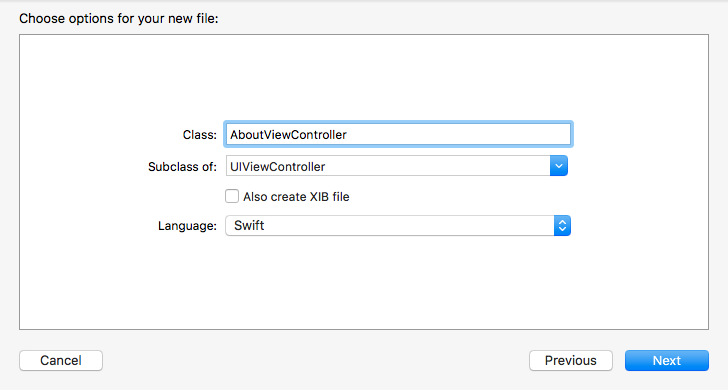 Choose options for your new file:
Class: AboutViewController
Subclass of: UIViewController
Also create XIB file
Language: Swift
Cancel Previous Next